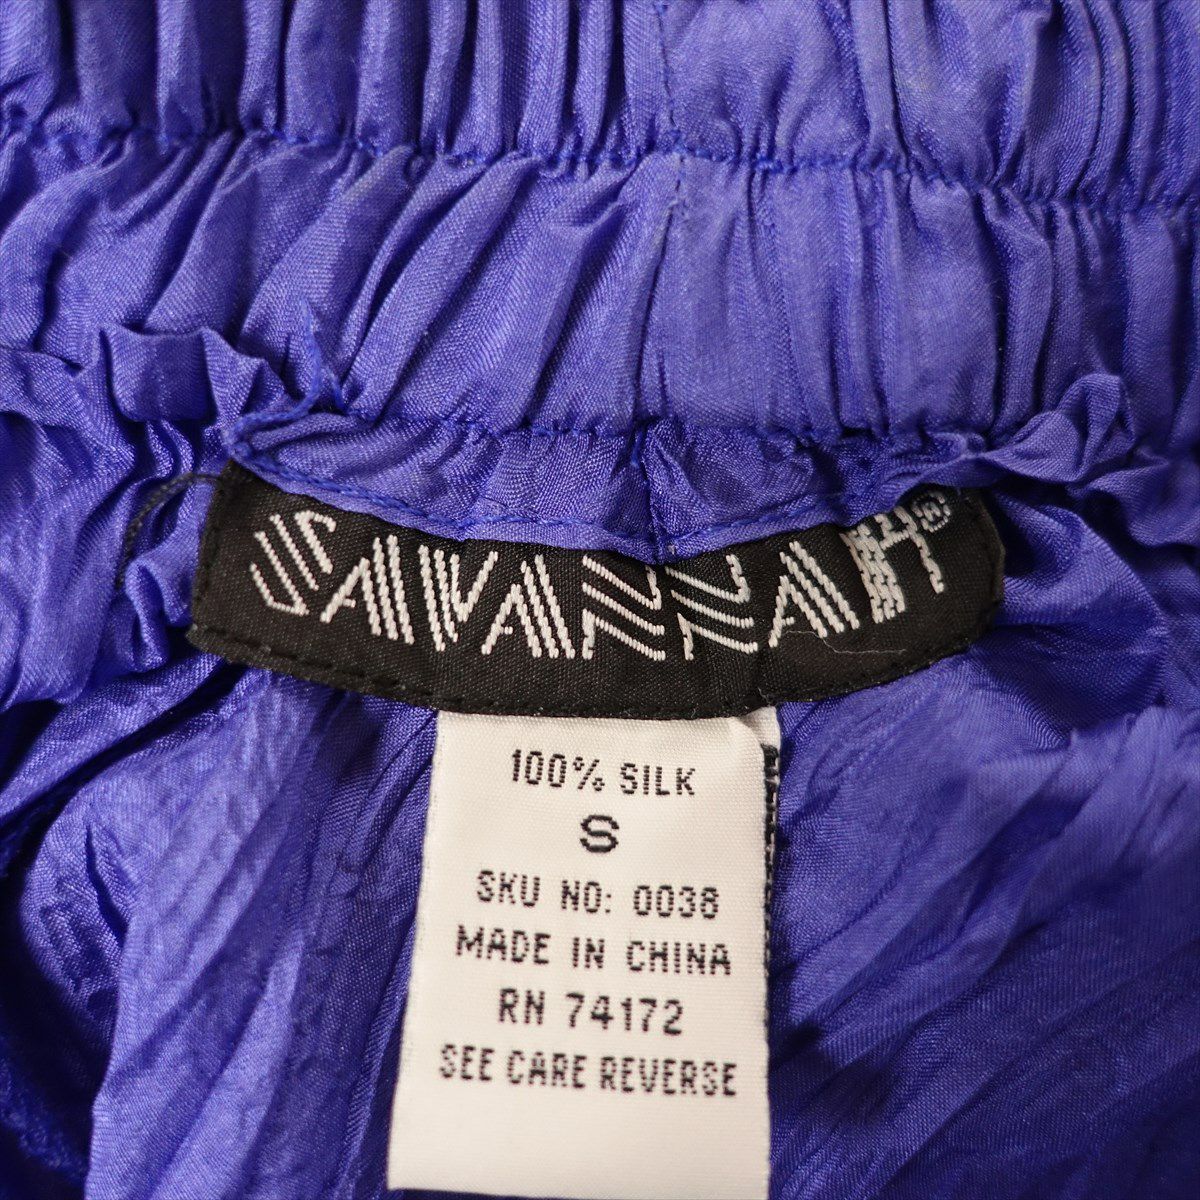 SAVANNAH®
100% SILK
S
SKU NO: 0038
MADE IN CHINA
RN 74172
SEE CARE REVERSE